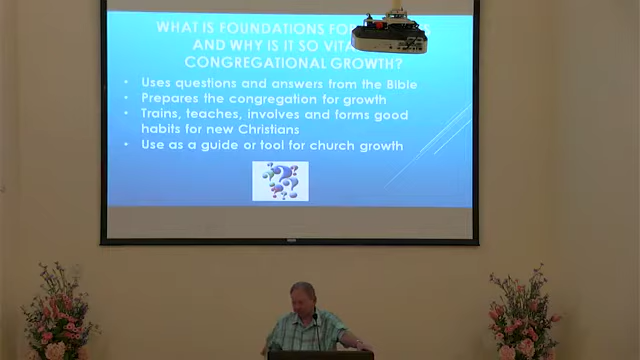 WHAT IS FOUNDATIONS FOR
AND WHY IS IT SO
CONGREGATIONAL GROWTH?
• Uses questions and answers from the Bible
• Prepares the congregation for growth
• Trains, teaches, involves and forms good
habits for new Christians
• Use as a guide or tool for church growth